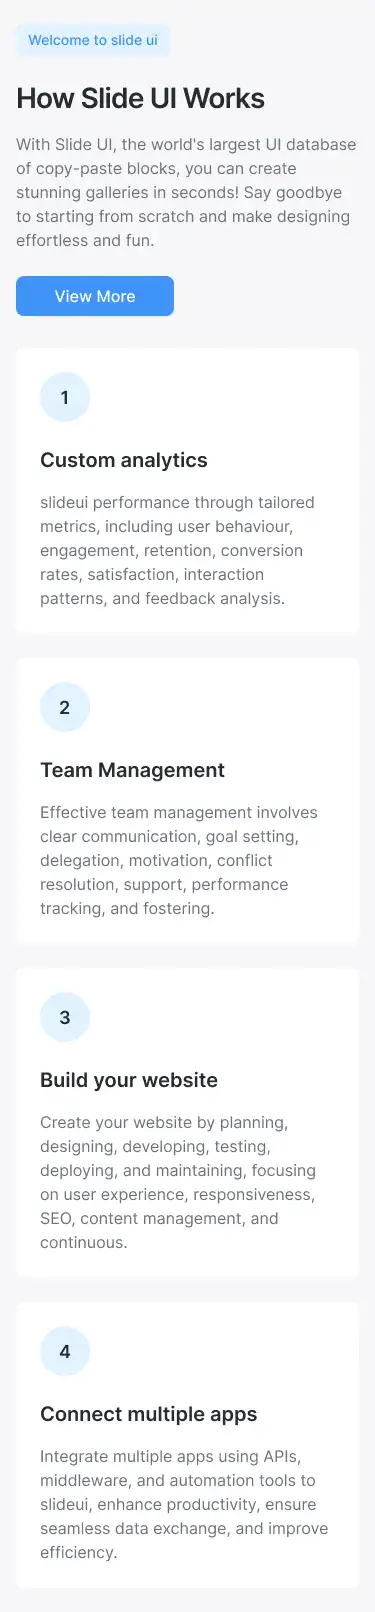 Welcome to slide ui
How Slide UI Works
With Slide UI, the world's largest UI database
of copy-paste blocks, you can create
stunning galleries in seconds! Say goodbye
to starting from scratch and make designing
effortless and fun.
View More
1
Custom analytics
slideui performance through tailored
metrics, including user behaviour,
engagement, retention, conversion
rates, satisfaction, interaction
patterns, and feedback analysis.
2
Team Management
Effective team management involves
clear communication, goal setting,
delegation, motivation, conflict
resolution, support, performance
tracking, and fostering.
3
Build your website
Create your website by planning,
designing, developing, testing,
deploying, and maintaining, focusing
on user experience, responsiveness,
SEO, content management, and
continuous.
4
Connect multiple apps
Integrate multiple apps using APIs,
middleware, and automation tools to
slideui, enhance productivity, ensure
seamless data exchange, and improve
efficiency.